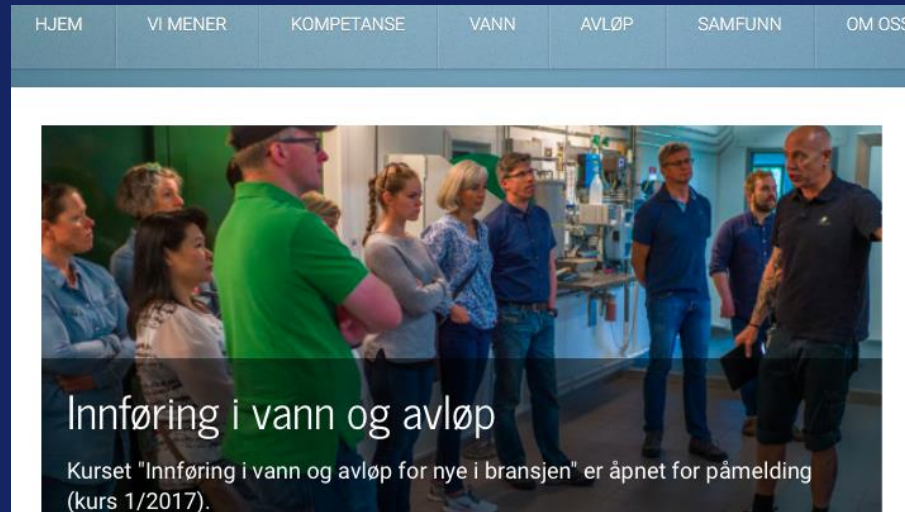 HJEM VI MENER KOMPETANSE VANN AVLØP SAMFUNN OM OSS
Innføring i vann og avløp
Kurset "Innføring i vann og avløp for nye i bransjen" er åpnet for påmelding
(kurs 1/2017).